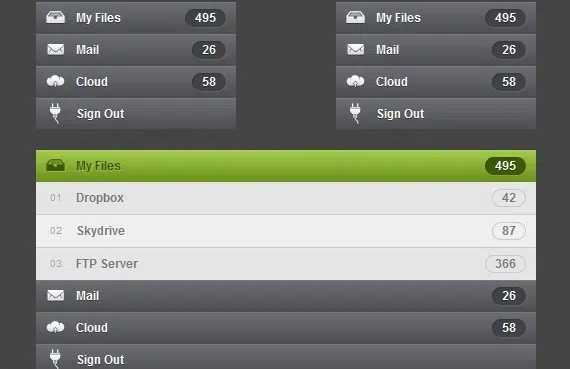 My Files 495
Mail 26
Cloud 58
Sign Out
My Files 495
Mail 26
Cloud 58
Sign Out
My Files 495
01 Dropbox 42
02 Skydrive 87
03 FTP Server 366
Mail 26
Cloud 58
Sign Out